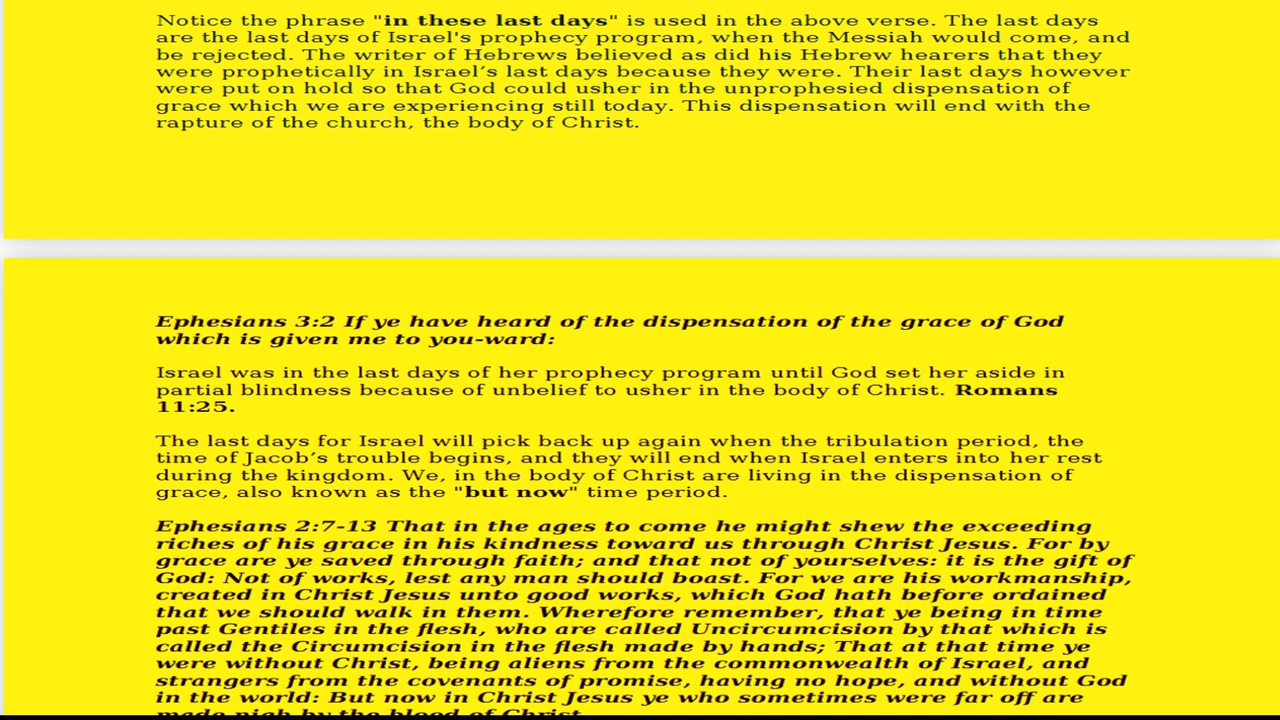 Notice the phrase "in these last days" is used in the above verse. The last days
are the last days of Israel's prophecy program, when the Messiah would come, and
be rejected. The writer of Hebrews believed as did his Hebrew hearers that they
were prophetically in Israel’s last days because they were. Their last days however
were put on hold so that God could usher in the unprophesied dispensation of
grace which we are experiencing still today. This dispensation will end with the
rapture of the church, the body of Christ.
Ephesians 3:2 If ye have heard of the dispensation of the grace of God
which is given me to you-ward:
Israel was in the last days of her prophecy program until God set her aside in
partial blindness because of unbelief to usher in the body of Christ. Romans
11:25.
The last days for Israel will pick back up again when the tribulation period, the
time of Jacob’s trouble begins, and they will end when Israel enters into her rest
during the kingdom. We, in the body of Christ are living in the dispensation of
grace, also known as the "but now" time period.
Ephesians 2:7-13 That in the ages to come he might shew the exceeding
riches of his grace in his kindness toward us through Christ Jesus. For by
grace are ye saved through faith; and that not of yourselves: it is the gift of
God: Not of works, lest any man should boast. For we are his workmanship,
created in Christ Jesus unto good works, which God hath before ordained
that we should walk in them. Wherefore remember, that ye being in time
past Gentiles in the flesh, who are called Uncircumcision by that which is
called the Circumcision in the flesh made by hands; That at that time ye
were without Christ, being aliens from the commonwealth of Israel, and
strangers from the covenants of promise, having no hope, and without God
in the world: But now in Christ Jesus ye who sometimes were far off are
made nigh by the blood of Christ